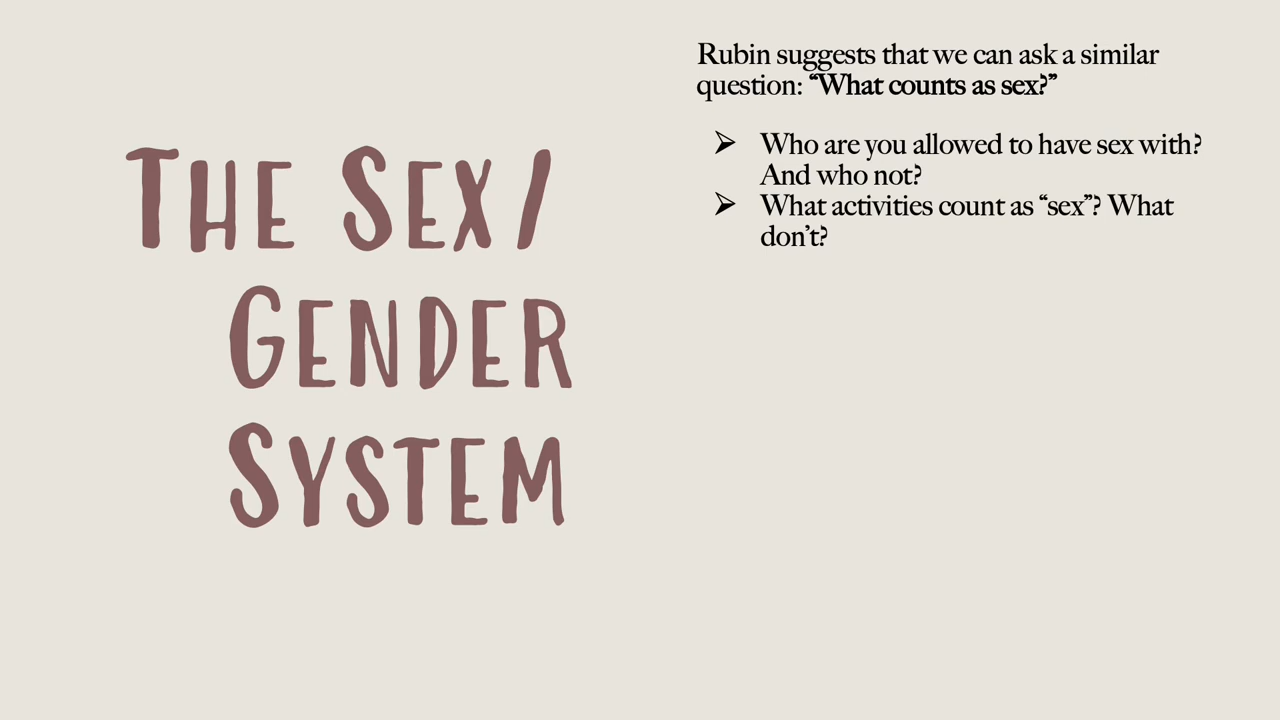 The Sex/
Gender
System
Rubin suggests that we can ask a similar
question: “What counts as sex?”
➢ Who are you allowed to have sex with?
And who not?
➢ What activities count as “sex”? What
don’t?